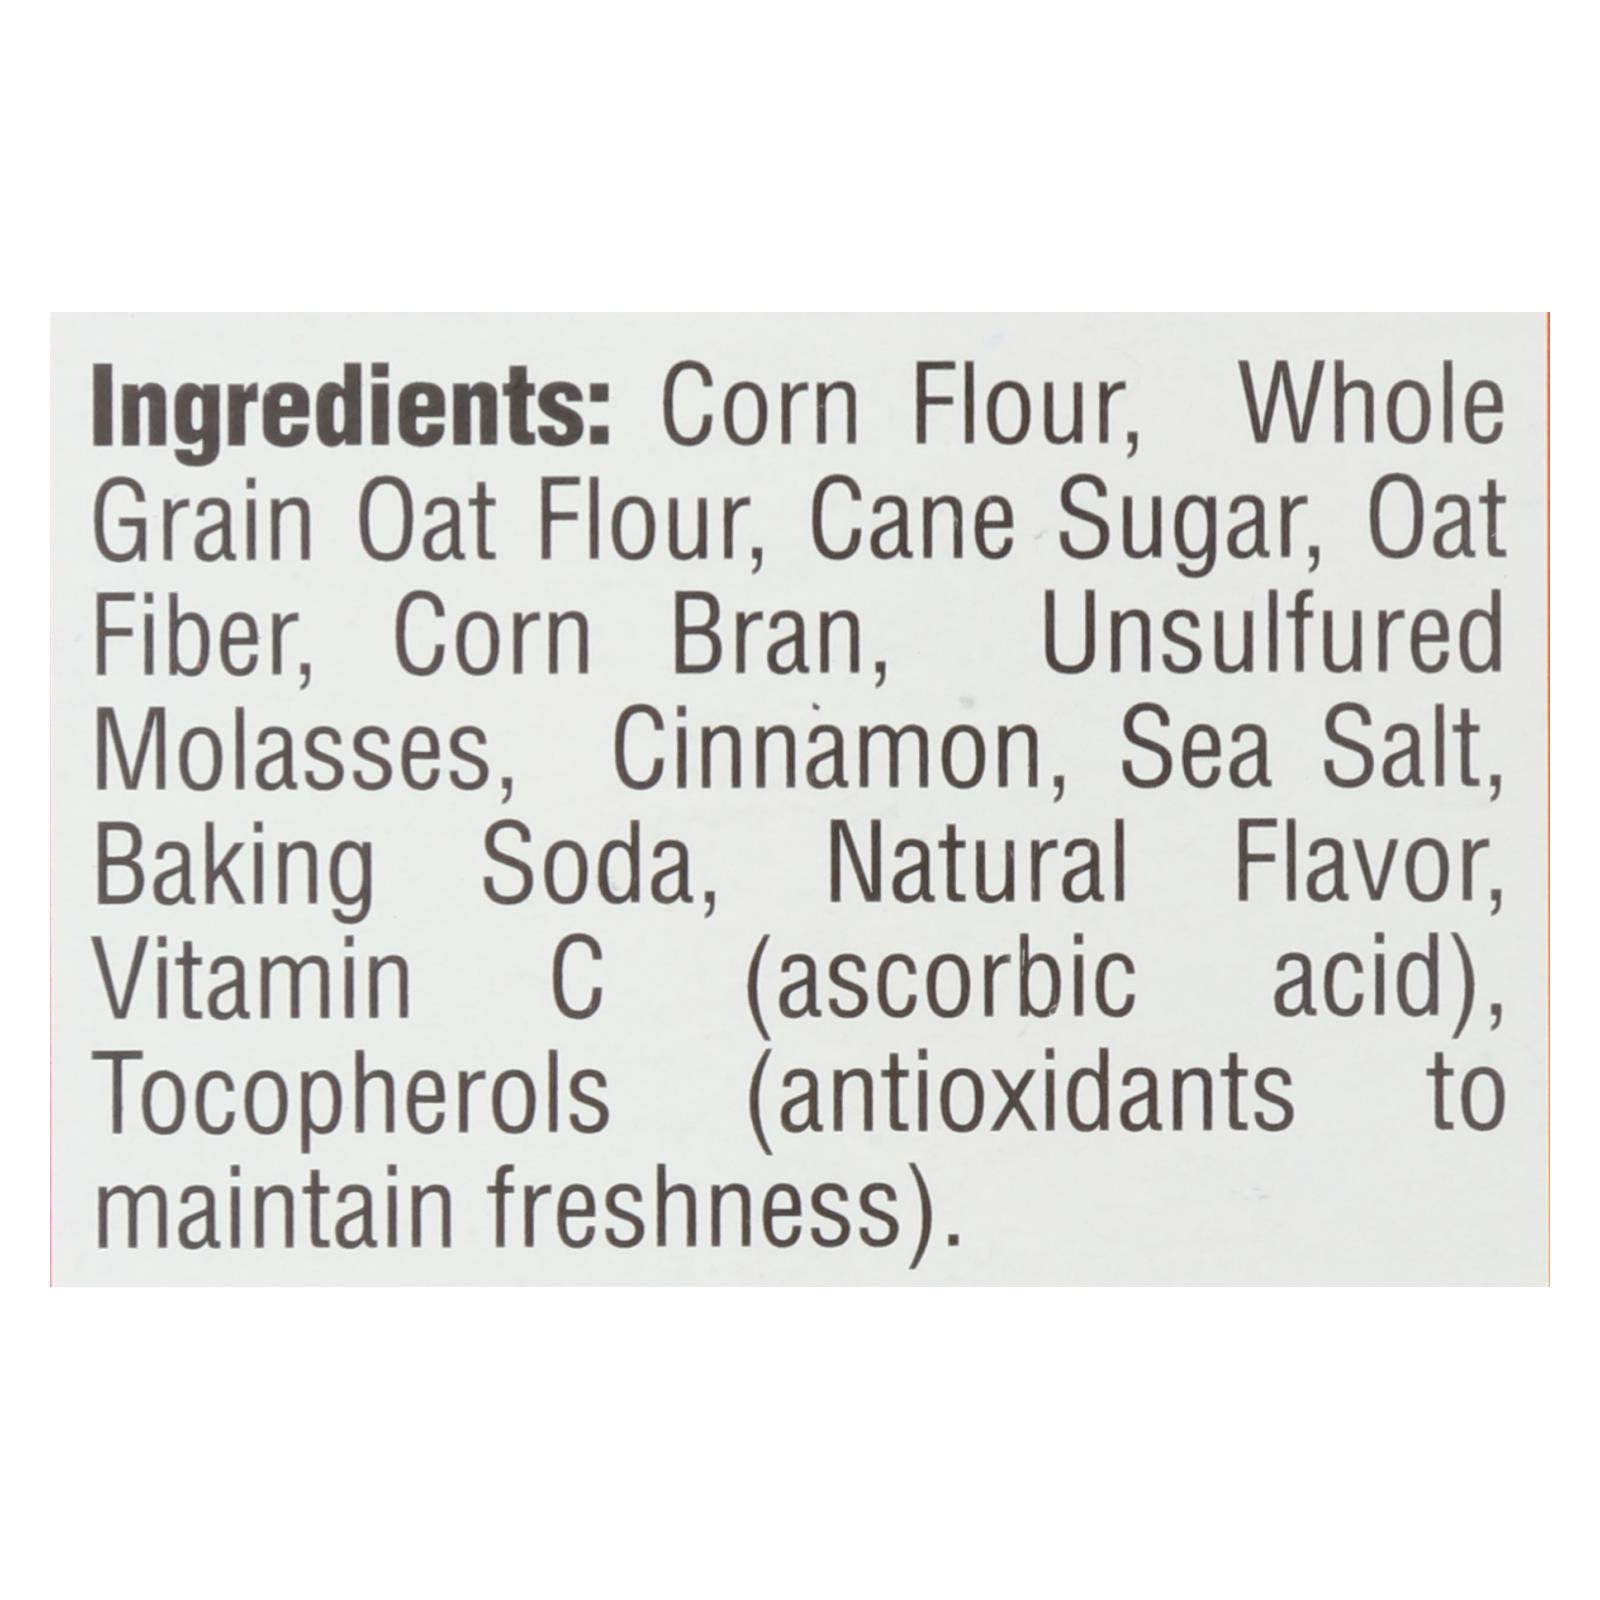 Ingredients: Corn Flour, Whole
Grain Oat Flour, Cane Sugar, Oat
Fiber, Corn Bran, Unsulfured
Molasses, Cinnamon, Sea Salt,
Baking Soda, Natural Flavor,
Vitamin C (ascorbic acid),
Tocopherols (antioxidants to
maintain freshness).